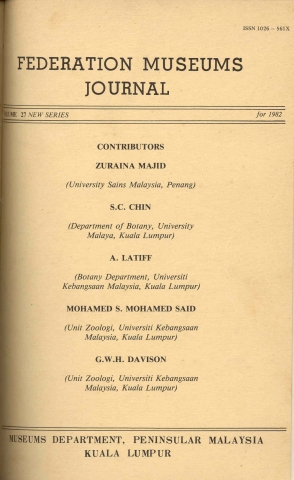 ISSN 1026 - 561X
FEDERATION MUSEUMS
JOURNAL
27 NEW SERIES
for 1982
CONTRIBUTORS
ZURAINA MAJID
(University Sains Malaysia, Penang)
S.C. CHIN
(Department of Botany, University
Malaya, Kuala Lumpur)
A. LATIFF
(Botany Department, Universiti
Kebangsaan Malaysia, Kuala Lumpur)
MOHAMED S. MOHAMED SAID
(Unit Zoologi, Universiti Kebangsaan
Malaysia, Kuala Lumpur)
G.W.H. DAVISON
(Unit Zoologi, Universiti Kebangsaan
Malaysia, Kuala Lumpur)
MUSEUMS DEPARTMENT, PENINSULAR MALAYSIA
KUALA LUMPUR